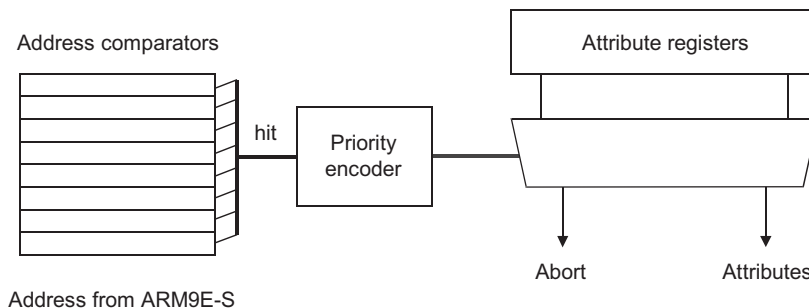 Address comparators
Attribute registers
hit
Priority
encoder
Abort
Attributes
Address from ARM9E-S